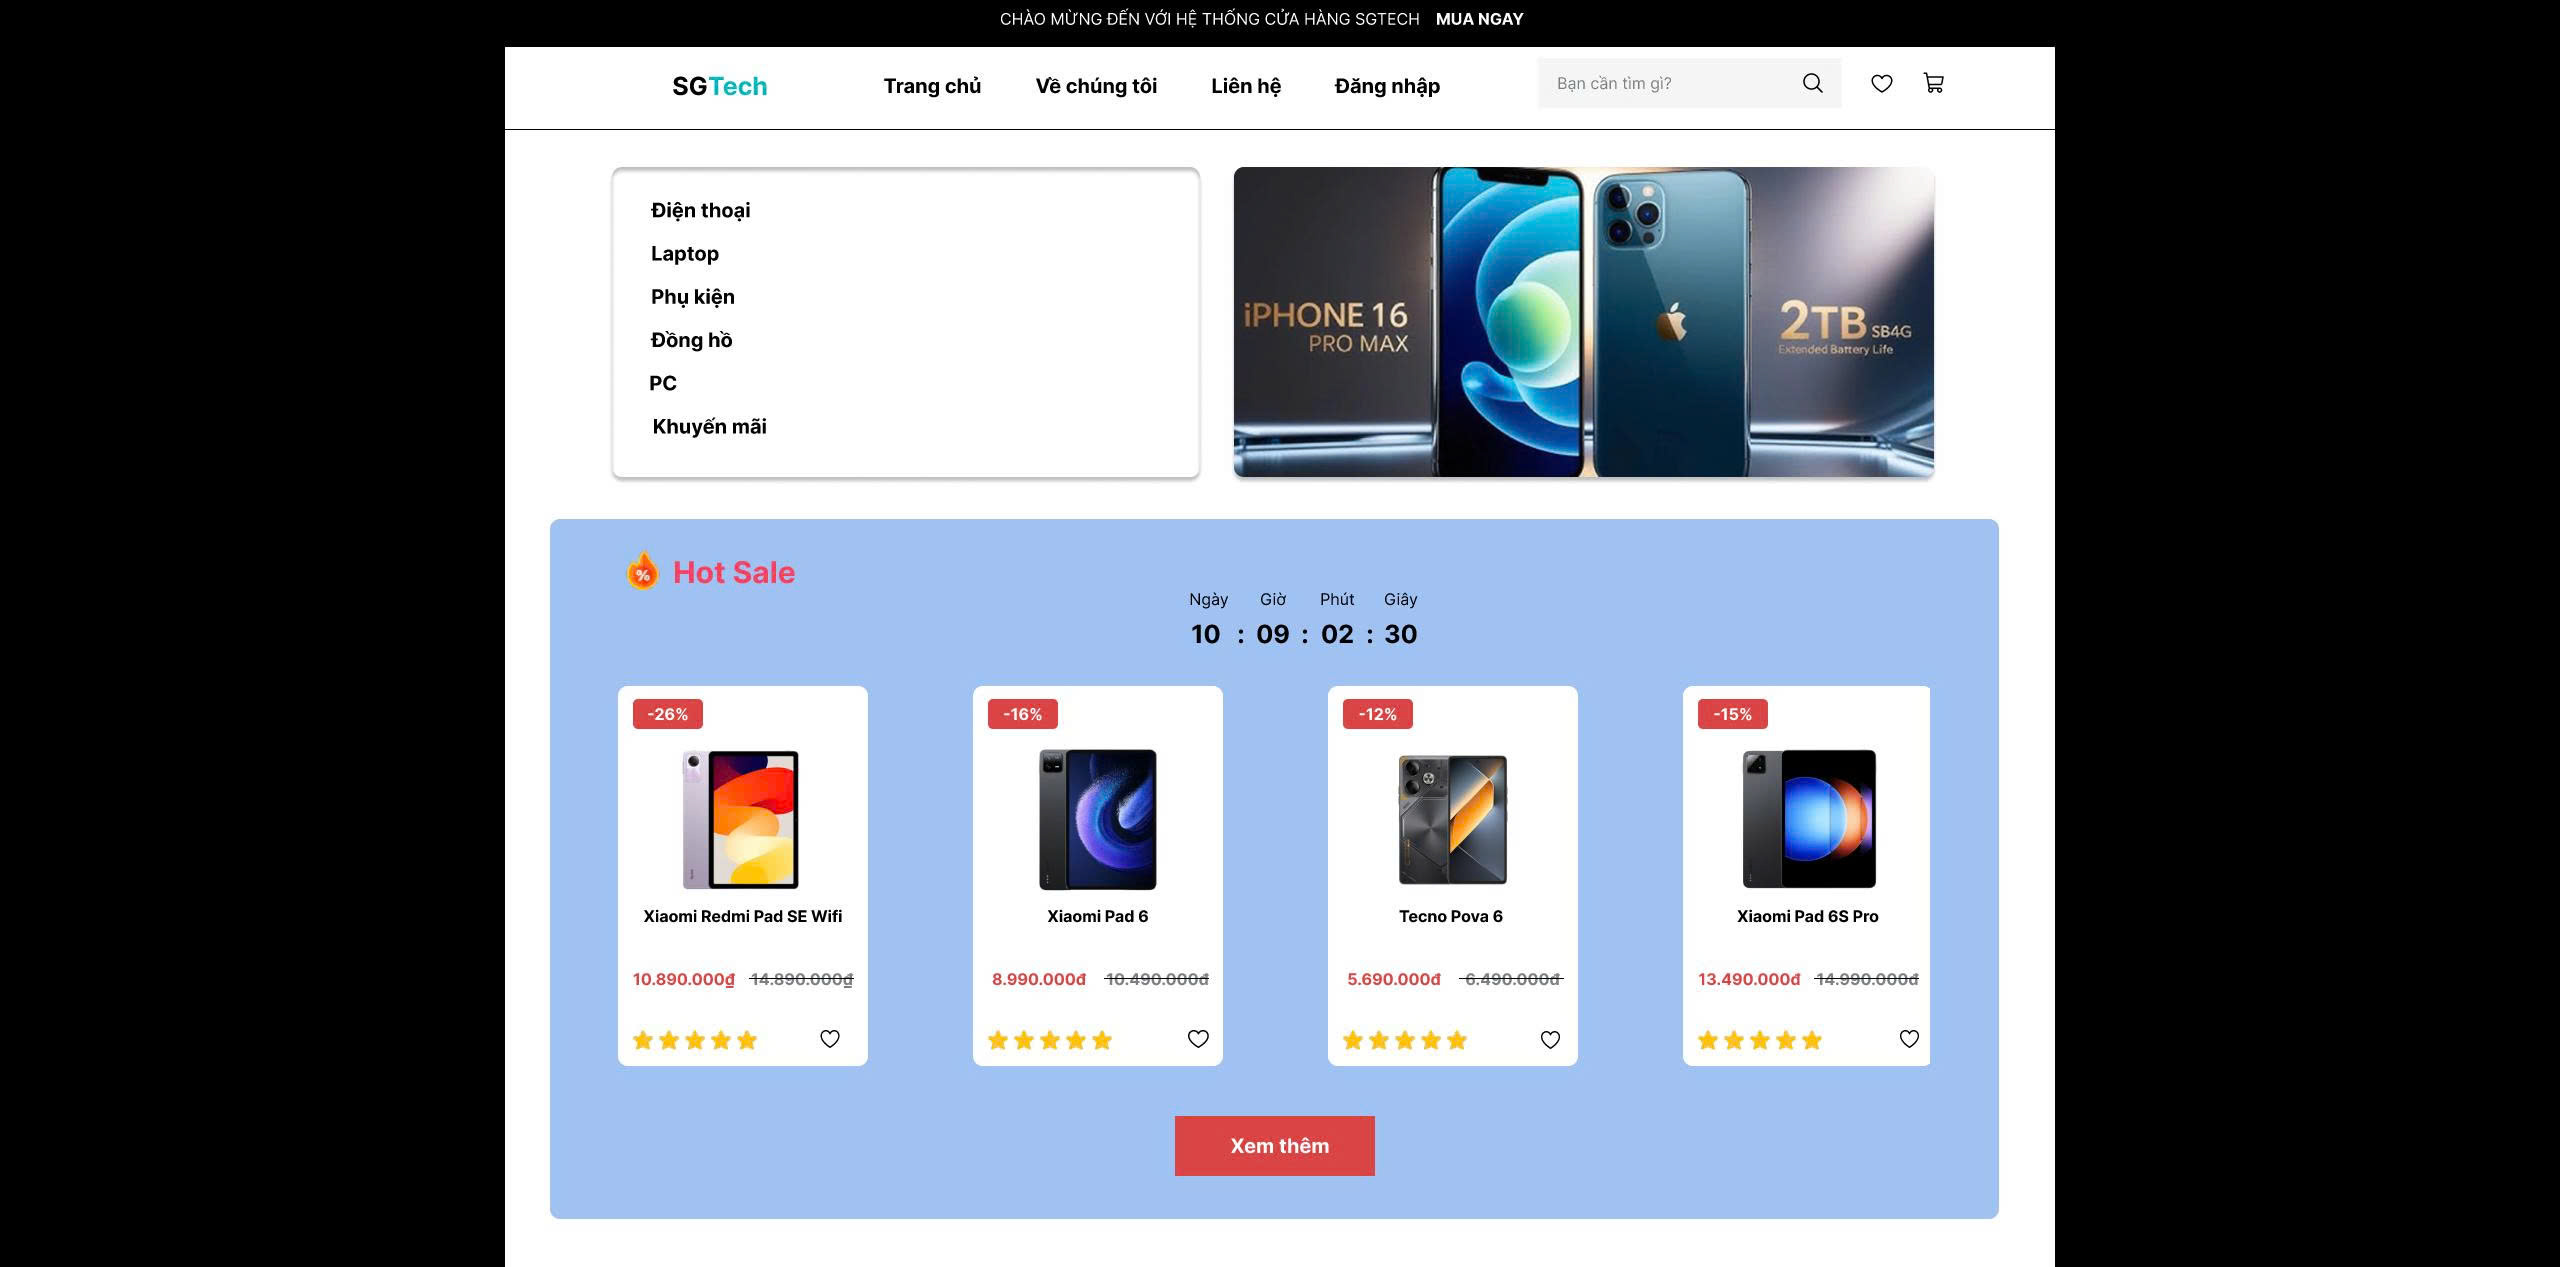 CHÀO MỪNG ĐẾN VỚI HỆ THỐNG CỬA HÀNG SGTECH MUA NGAY
SGTech Trang chủ Về chúng tôi Liên hệ Đăng nhập Bạn cần tìm gì?
Điện thoại
Laptop
Phụ kiện
Đồng hồ
PC
Khuyến mãi
iPHONE 16
PRO MAX
2TB SB4G
Extended Battery Life
% Hot Sale
Ngày Giờ Phút Giây
10 : 09 : 02 : 30
-26%
Xiaomi Redmi Pad SE Wifi
10.890.000₫ 14.890.000₫
-16%
Xiaomi Pad 6
8.990.000đ 10.490.000đ
-12%
Tecno Pova 6
5.690.000đ 6.490.000đ
-15%
Xiaomi Pad 6S Pro
13.490.000đ 14.990.000đ
Xem thêm